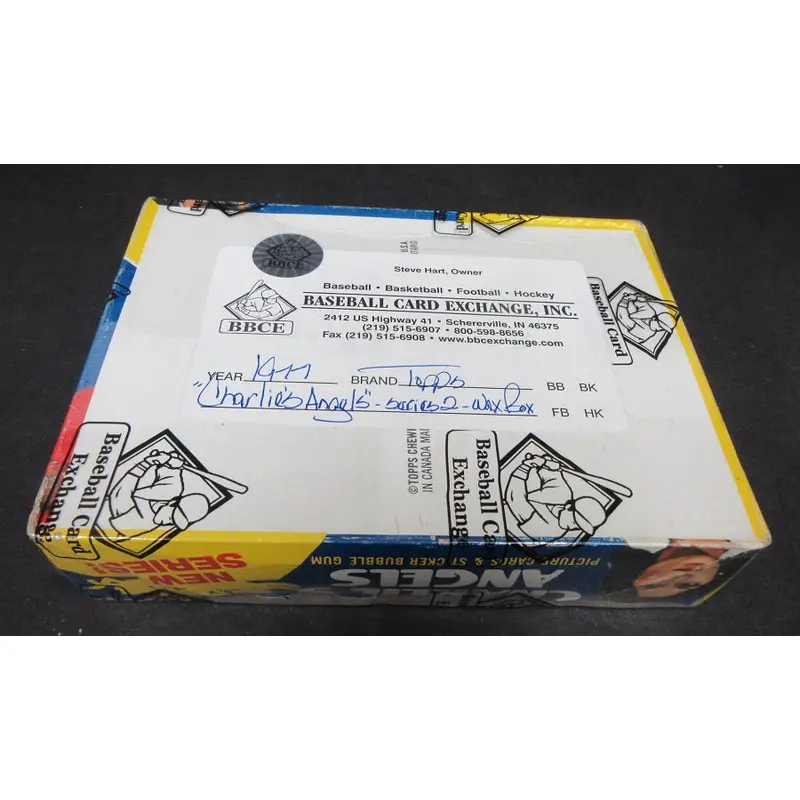 BBCE
Steve Hart, Owner
Baseball • Basketball • Football • Hockey
BASEBALL CARD EXCHANGE, INC.
2412 US Highway 41 • Schererville, IN 46375
(219) 515-6907 • 800-598-8656
Fax (219) 515-6908 • www.bbcexchange.com
BBCE
YEAR 1977 BRAND Topps BB BK
"Charlie's Angels" - series 2 - Wax Box FB HK
©TOPPS CHEWI
IN CANADA MAI
U.S.A.
Baseball Card
Baseball Card
Exchange
Baseball Ca
Exchange
Card
NEW
SERIES!
PICTURE CARDS & STICKER BUBBLE GUM
ANGELS